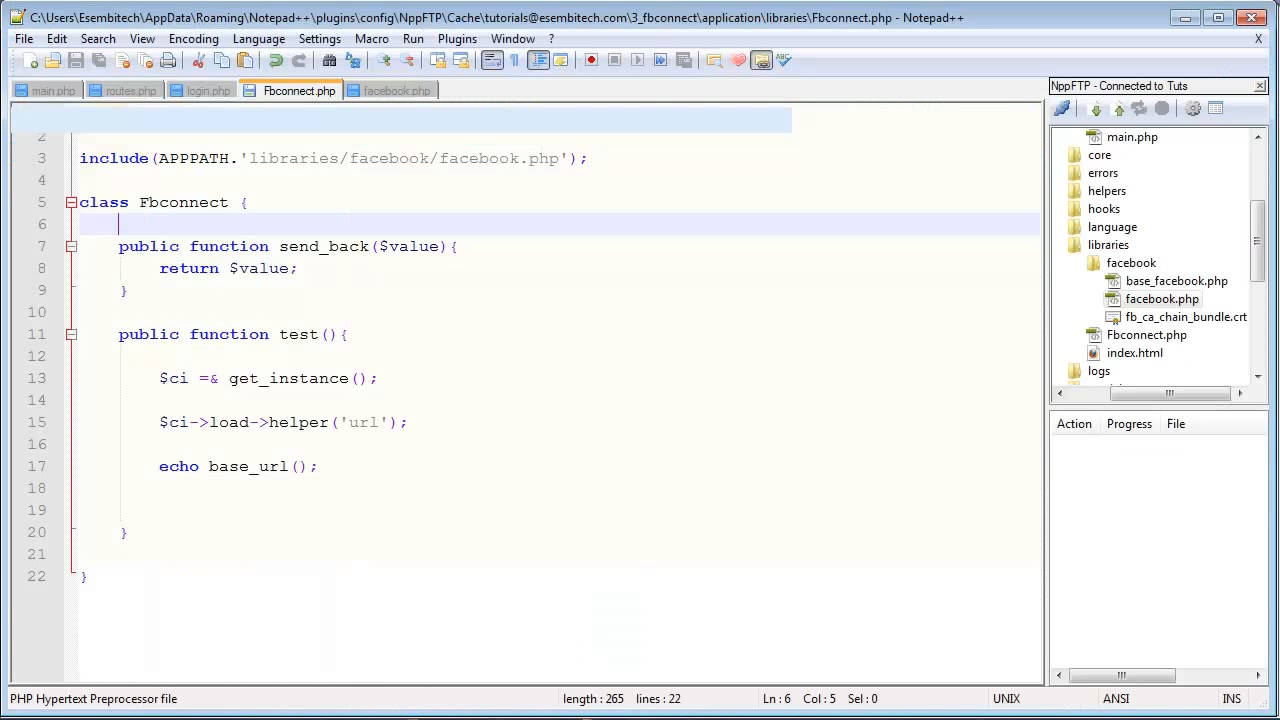 C:\Users\Esembitech\AppData\Roaming\Notepad++\plugins\config\NppFTP\Cache\tutorials@esembitech.com\3_fbconnect\application\libraries\Fbconnect.php - Notepad++
File Edit Search View Encoding Language Settings Macro Run Plugins Window ? X
main.php routes.php login.php Fbconnect.php facebook.php
NppFTP - Connected to Tuts
2
3 include(APPPATH.'libraries/facebook/facebook.php');
4
5 class Fbconnect {
6
7 public function send_back($value){
8 return $value;
9 }
10
11 public function test(){
12
13 $ci =& get_instance();
14
15 $ci->load->helper('url');
16
17 echo base_url();
18
19
20 }
21
22 }
main.php
core
errors
helpers
hooks
language
libraries
facebook
base_facebook.php
facebook.php
fb_ca_chain_bundle.crt
Fbconnect.php
index.html
logs
Action Progress File
PHP Hypertext Preprocessor file length : 265 lines : 22 Ln : 6 Col : 5 Sel : 0 UNIX ANSI INS